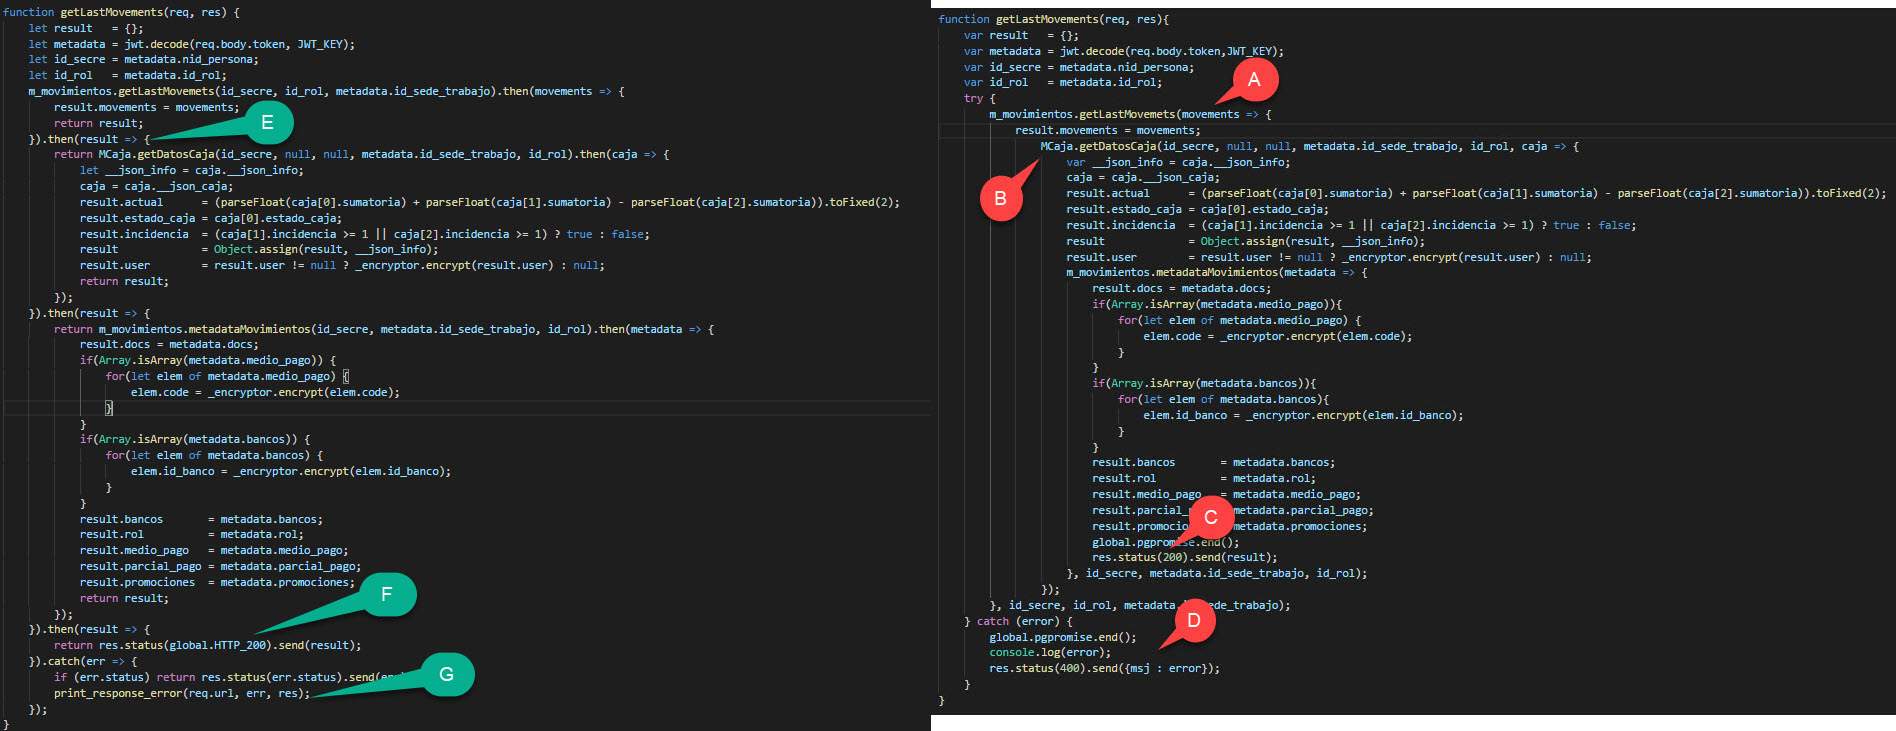 function getLastMovements(req, res) {
let result   = {};
let metadata = jwt.decode(req.body.token, JWT_KEY);
let id_secre = metadata.nid_persona;
let id_rol   = metadata.id_rol;
m_movimientos.getLastMovemets(id_secre, id_rol, metadata.id_sede_trabajo).then(movements => {
result.movements = movements;
return result;
}).then(result => {
return MCaja.getDatosCaja(id_secre, null, null, metadata.id_sede_trabajo, id_rol).then(caja => {
let __json_info = caja.__json_info;
caja = caja.__json_caja;
result.actual      = (parseFloat(caja[0].sumatoria) + parseFloat(caja[1].sumatoria) - parseFloat(caja[2].sumatoria)).toFixed(2);
result.estado_caja = caja[0].estado_caja;
result.incidencia  = (caja[1].incidencia >= 1 || caja[2].incidencia >= 1) ? true : false;
result             = Object.assign(result, __json_info);
result.user        = result.user != null ? _encryptor.encrypt(result.user) : null;
return result;
});
}).then(result => {
return m_movimientos.metadataMovimientos(id_secre, metadata.id_sede_trabajo, id_rol).then(metadata => {
result.docs = metadata.docs;
if(Array.isArray(metadata.medio_pago)) {
for(let elem of metadata.medio_pago) {
elem.code = _encryptor.encrypt(elem.code);
}
}
if(Array.isArray(metadata.bancos)) {
for(let elem of metadata.bancos) {
elem.id_banco = _encryptor.encrypt(elem.id_banco);
}
}
result.bancos       = metadata.bancos;
result.rol          = metadata.rol;
result.medio_pago   = metadata.medio_pago;
result.parcial_pago = metadata.parcial_pago;
result.promociones  = metadata.promociones;
return result;
});
}).then(result => {
return res.status(global.HTTP_200).send(result);
}).catch(err => {
if (err.status) return res.status(err.status).send(
print_response_error(req.url, err, res);
});
}
E
F
G
function getLastMovements(req, res){
var result   = {};
var metadata = jwt.decode(req.body.token,JWT_KEY);
var id_secre = metadata.nid_persona;
var id_rol   = metadata.id_rol;
try {
m_movimientos.getLastMovemets(movements => {
result.movements = movements;
MCaja.getDatosCaja(id_secre, null, null, metadata.id_sede_trabajo, id_rol, caja => {
var __json_info = caja.__json_info;
caja = caja.__json_caja;
result.actual      = (parseFloat(caja[0].sumatoria) + parseFloat(caja[1].sumatoria) - parseFloat(caja[2].sumatoria)).toFixed(2);
result.estado_caja = caja[0].estado_caja;
result.incidencia  = (caja[1].incidencia >= 1 || caja[2].incidencia >= 1) ? true : false;
result             = Object.assign(result, __json_info);
result.user        = result.user != null ? _encryptor.encrypt(result.user) : null;
m_movimientos.metadataMovimientos(metadata => {
result.docs = metadata.docs;
if(Array.isArray(metadata.medio_pago)){
for(let elem of metadata.medio_pago) {
elem.code = _encryptor.encrypt(elem.code);
}
}
if(Array.isArray(metadata.bancos)){
for(let elem of metadata.bancos){
elem.id_banco = _encryptor.encrypt(elem.id_banco);
}
}
result.bancos       = metadata.bancos;
result.rol          = metadata.rol;
result.medio_pago   = metadata.medio_pago;
result.parcial_ metadata.parcial_pago;
result.promocio metadata.promociones;
global.pgpromise.end();
res.status(200).send(result);
}, id_secre, metadata.id_sede_trabajo, id_rol);
});
}, id_secre, id_rol, metadata.id_sede_trabajo);
} catch (error) {
global.pgpromise.end();
console.log(error);
res.status(400).send({msj : error});
}
}
A
B
C
D